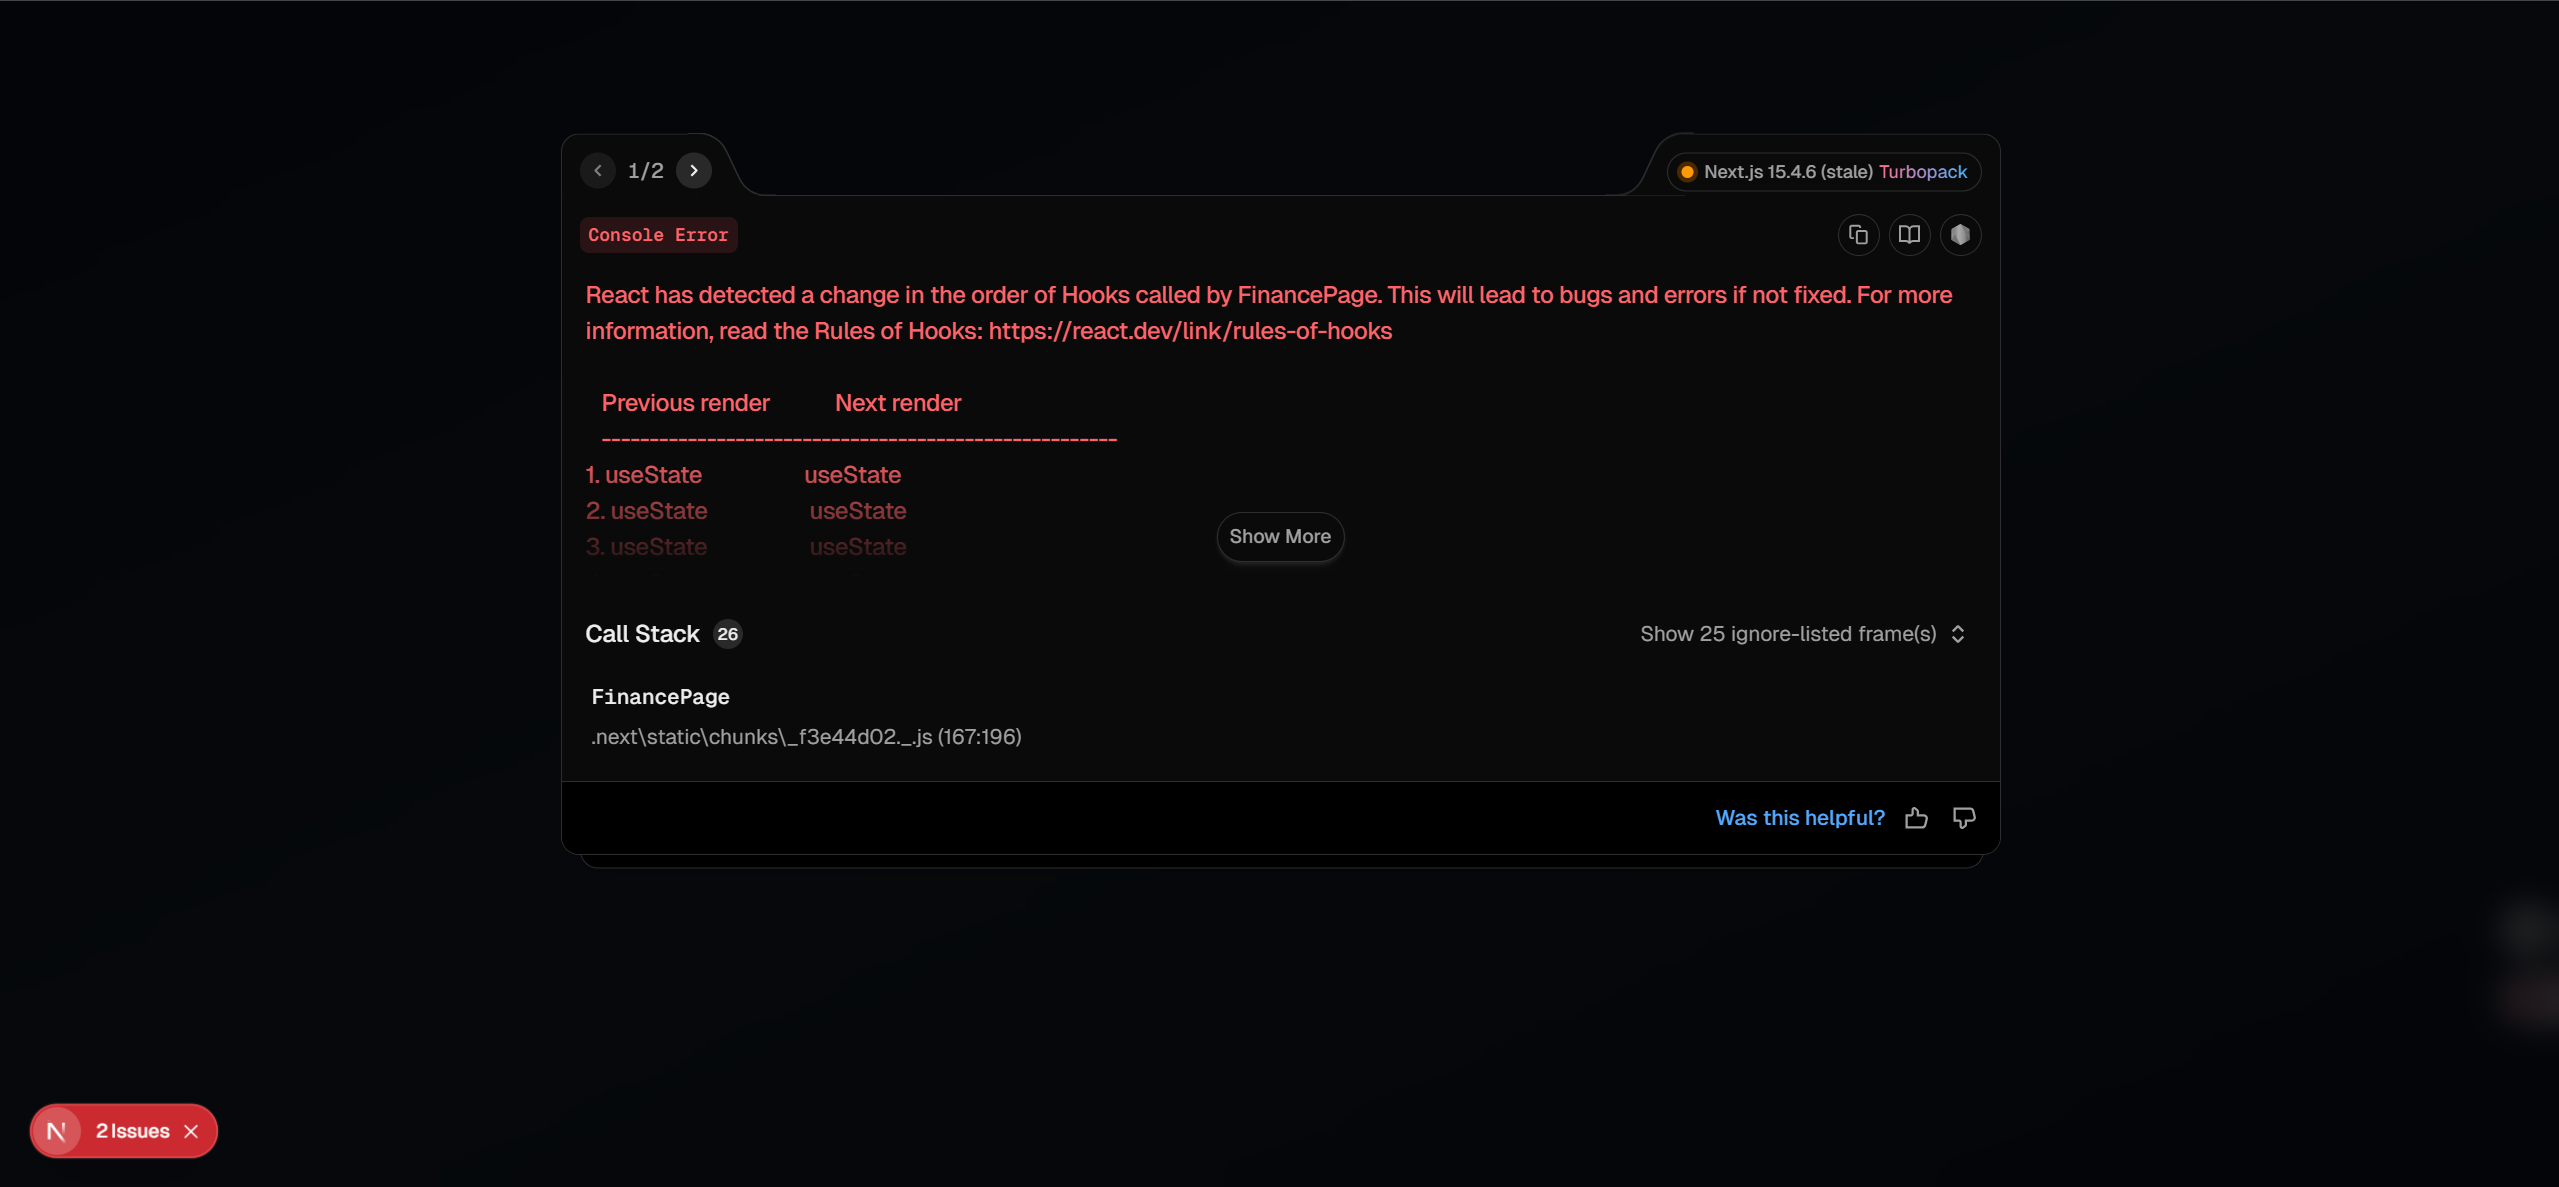 1/2
Next.js 15.4.6 (stale) Turbopack
Console Error
React has detected a change in the order of Hooks called by FinancePage. This will lead to bugs and errors if not fixed. For more
information, read the Rules of Hooks: https://react.dev/link/rules-of-hooks
Previous render Next render
------------------------------------------------------
1. useState useState
2. useState useState
3. useState useState
Show More
Call Stack 26
Show 25 ignore-listed frame(s)
FinancePage
.next\static\chunks\_f3e44d02._.js (167:196)
Was this helpful?
N 2 Issues